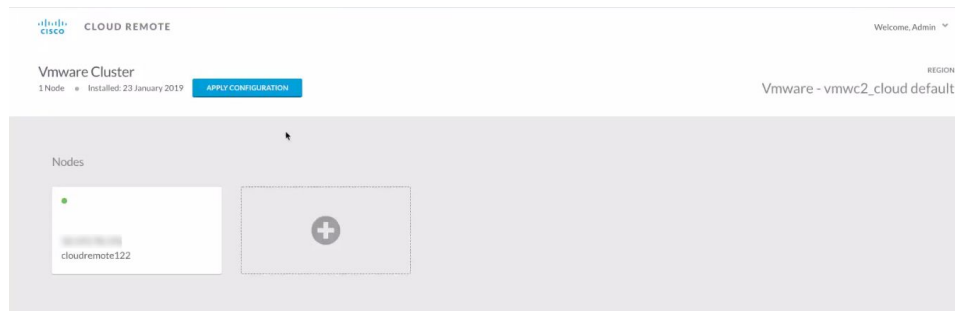 CISCO CLOUD REMOTE
Welcome, Admin
Vmware Cluster
1 Node Installed: 23 January 2019 APPLY CONFIGURATION
REGION
Vmware - vmwc2_cloud default
Nodes
cloudremote122